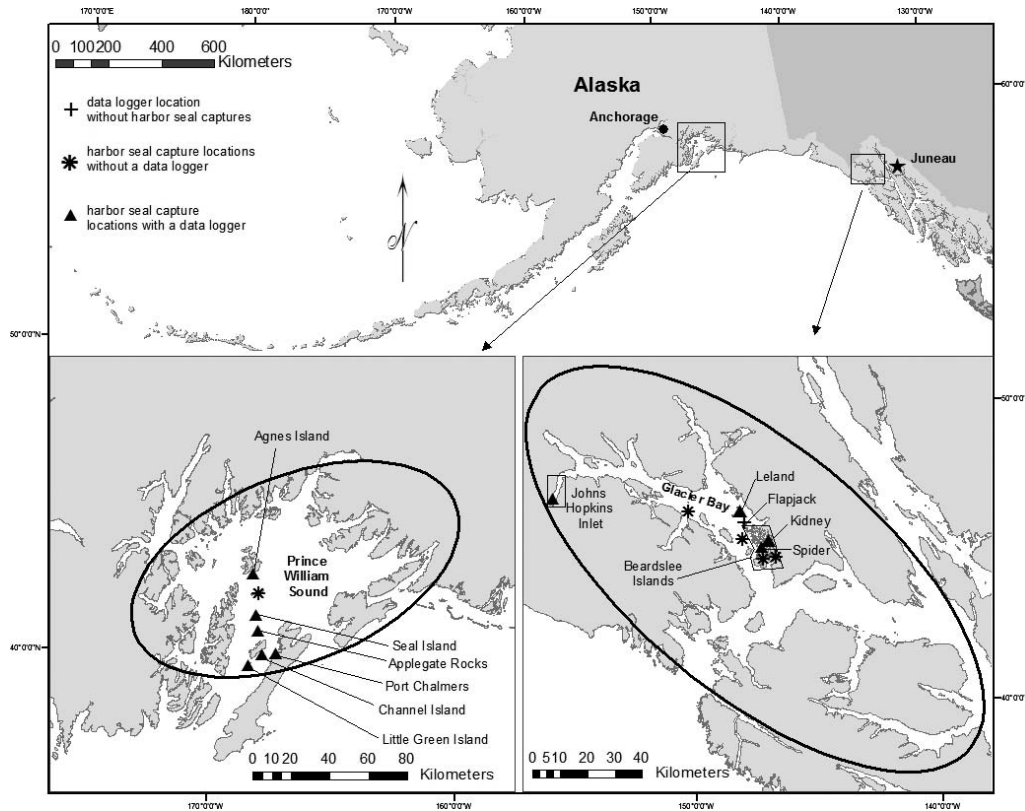 170°0'0"E
180°0'0"
170°0'0"W
150°0'0"W
140°0'0"W
130°0'0"W
0 100 200 400 600
Kilometers
data logger location
without harbor seal captures
harbor seal capture locations
without a data logger
harbor seal capture
locations with a data logger
N
Alaska
Anchorage
Juneau
60°0'0"
50°0'0"N
50°0'0"
Agnes Island
Prince
William
Sound
Seal Island
Applegate Rocks
Port Chalmers
Channel Island
Little Green Island
0 10 20 40 60 80
Kilometers
40°0'0"N
170°0'0"W
160°0'0"W
Glacier Bay
Leland
Flapjack
Kidney
Johns
Hopkins
Inlet
Spider
Beardslee
Islands
0 5 10 20 30 40
Kilometers
40°0'0"
150°0'0"W
140°0'0"W